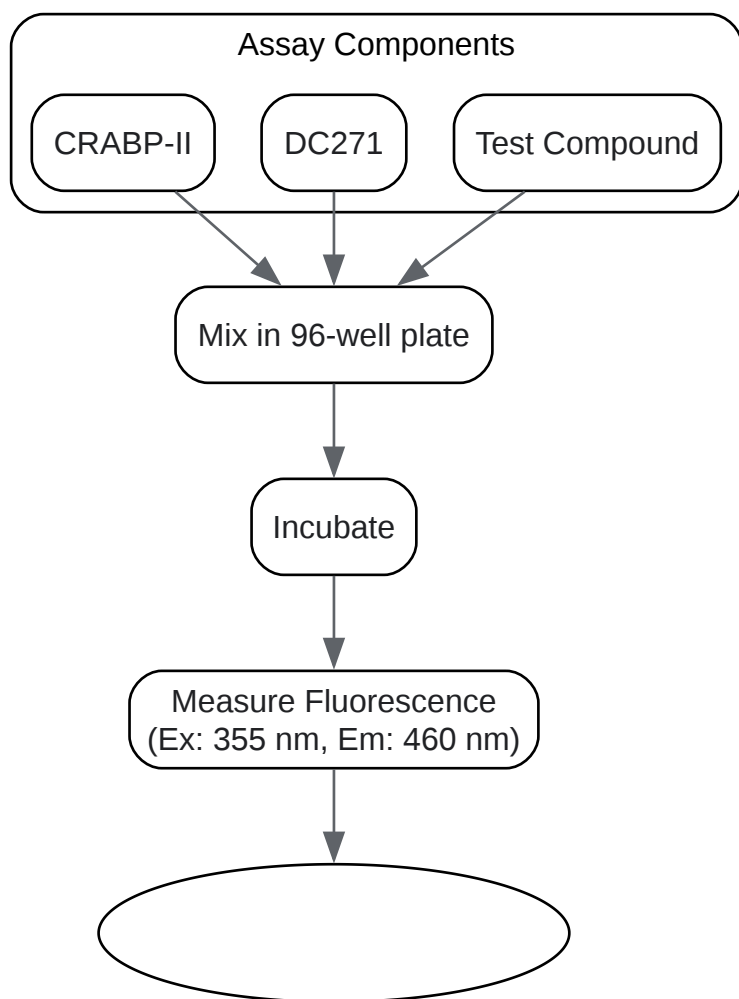 Assay Components
CRABP-II
DC271
Test Compound
Mix in 96-well plate
Incubate
Measure Fluorescence
(Ex: 355 nm, Em: 460 nm)